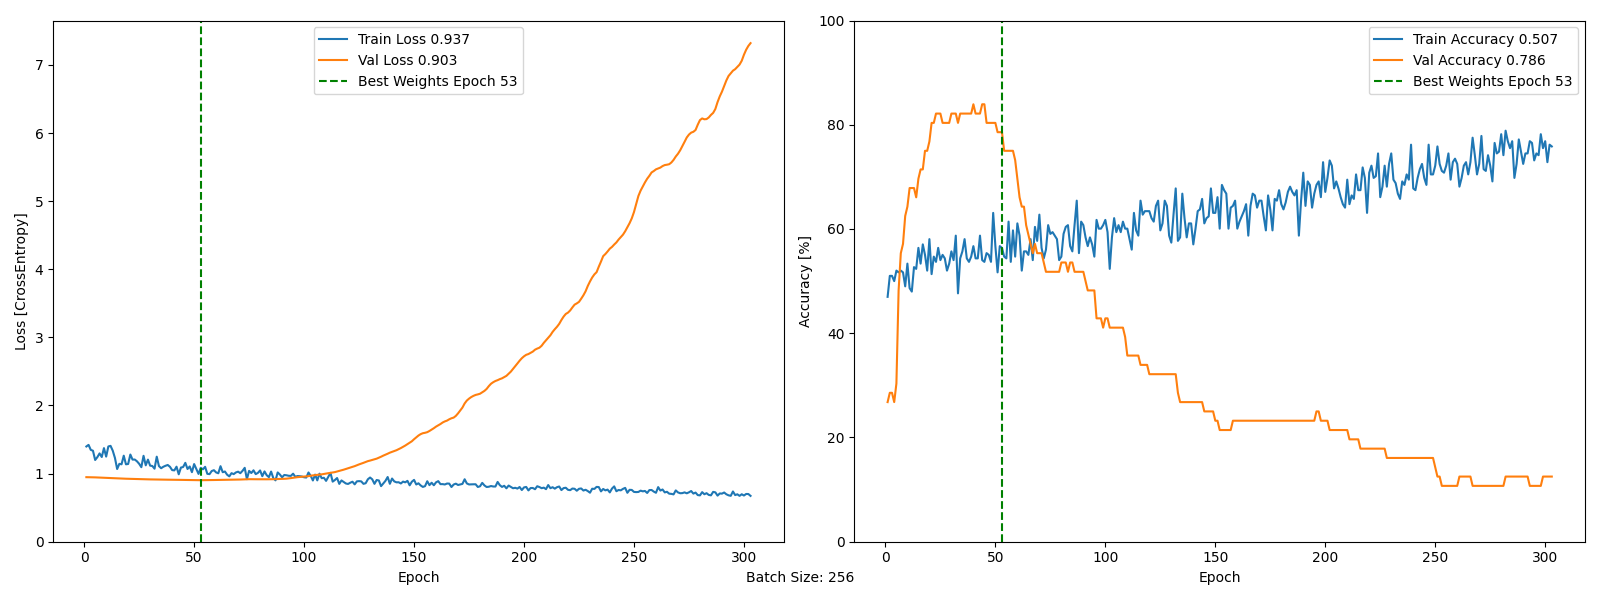 Loss [CrossEntropy]
7
6
5
4
3
2
1
0
Train Loss 0.937
Val Loss 0.903
Best Weights Epoch 53
0 50 100 150 200 250 300
Epoch
Accuracy [%]
100
80
60
40
20
0
Train Accuracy 0.507
Val Accuracy 0.786
Best Weights Epoch 53
0 50 100 150 200 250 300
Epoch
Batch Size: 256